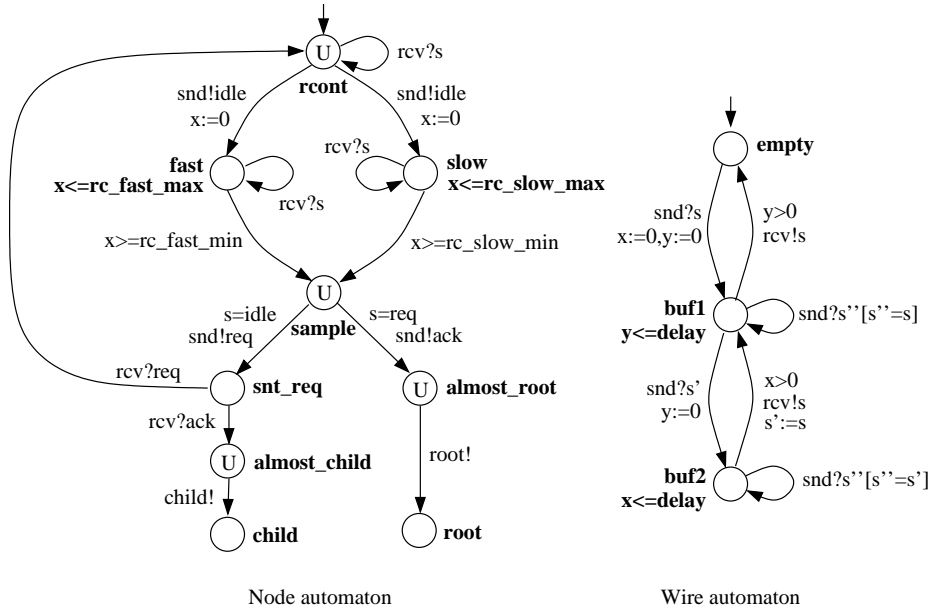 U
rcv?s
rcont
snd!idle
x:=0
snd!idle
x:=0
fast
x<=rc_fast_max
rcv?s
rcv?s
slow
x<=rc_slow_max
x>=rc_fast_min
x>=rc_slow_min
U
sample
s=idle
snd!req
s=req
snd!ack
rcv?req
snt_req
U
almost_root
rcv?ack
U
almost_child
root!
child!
child
root
Node automaton
empty
snd?s
x:=0,y:=0
y>0
rcv!s
buf1
y<=delay
snd?s''[s''=s]
snd?s'
y:=0
x>0
rcv!s
s':=s
buf2
x<=delay
snd?s''[s''=s']
Wire automaton